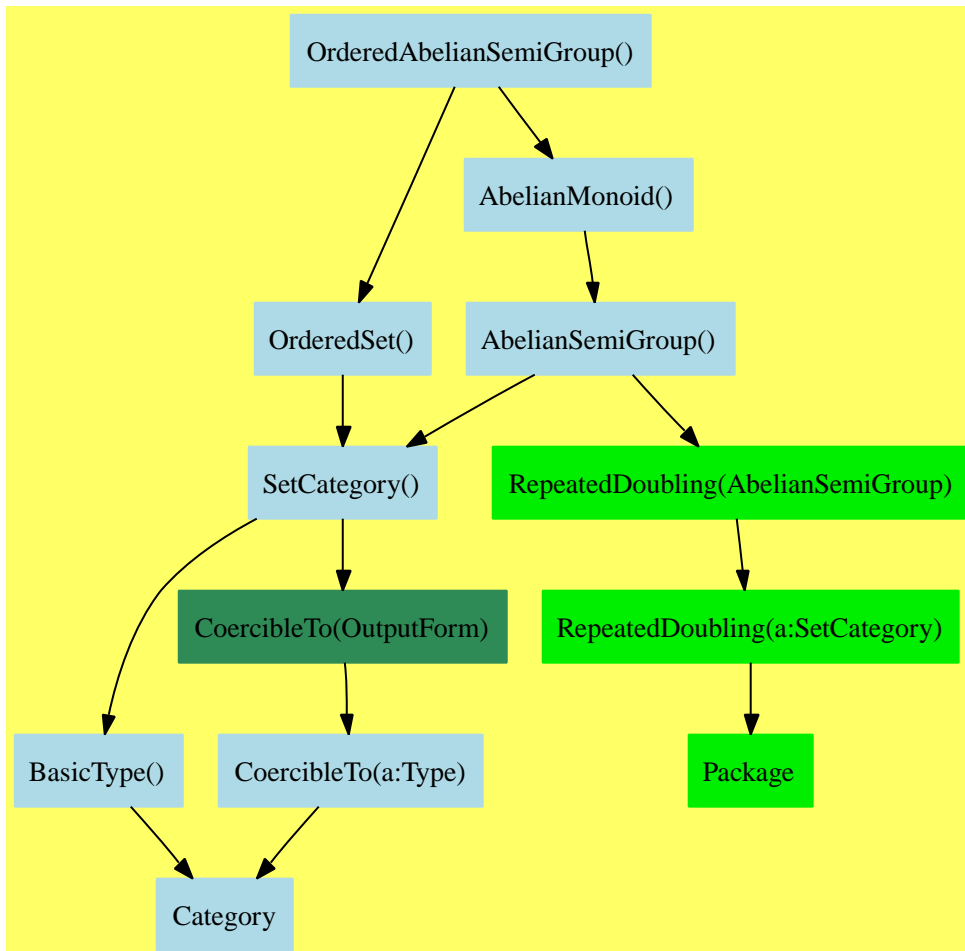 OrderedAbelianSemiGroup()
AbelianMonoid()
OrderedSet()
AbelianSemiGroup()
SetCategory()
RepeatedDoubling(AbelianSemiGroup)
CoercibleTo(OutputForm)
RepeatedDoubling(a:SetCategory)
BasicType()
CoercibleTo(a:Type)
Package
Category